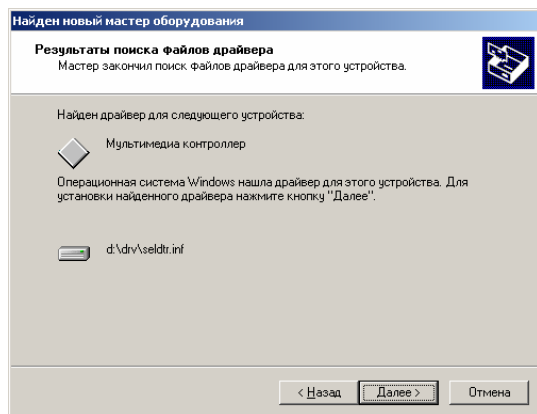 Найден новый мастер оборудования
Результаты поиска файлов драйвера
Мастер закончил поиск файлов драйвера для этого устройства.
Найден драйвер для следующего устройства:
Мультимедиа контроллер
Операционная система Windows нашла драйвер для этого устройства. Для
установки найденного драйвера нажмите кнопку "Далее".
d:\drv\seldtr.inf
< Назад
Далее >
Отмена